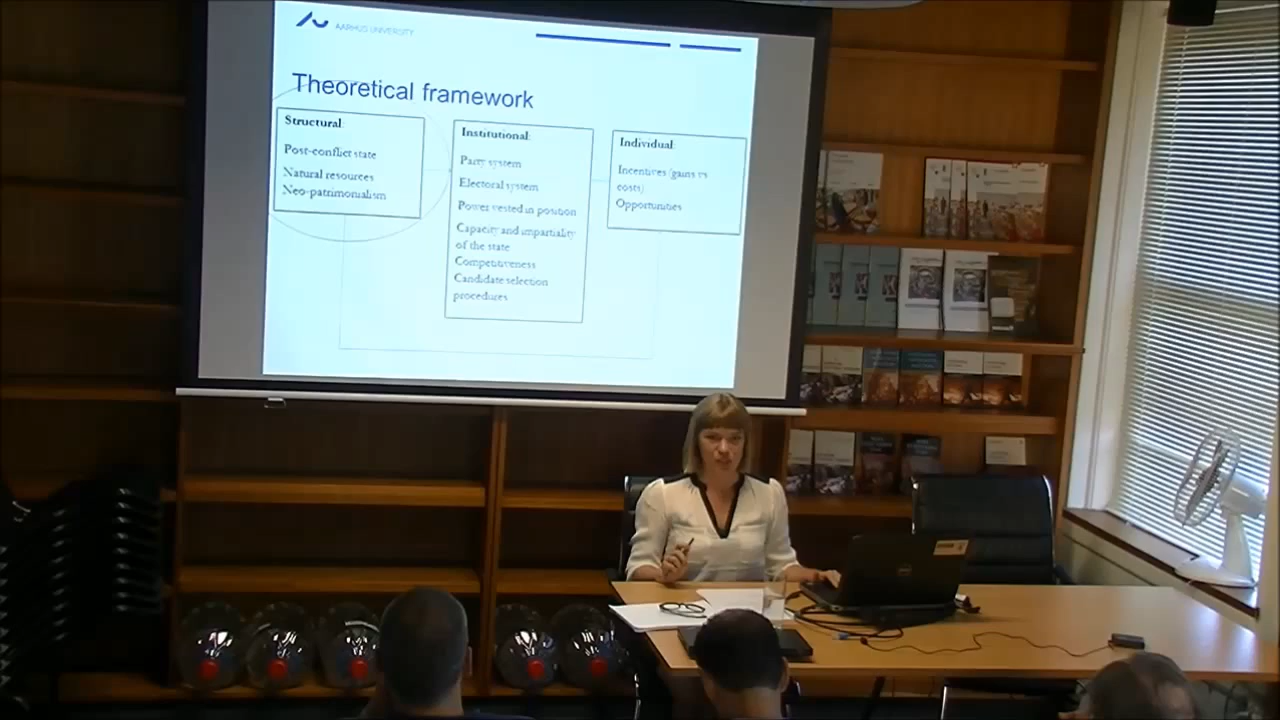 AARHUS UNIVERSITY
Theoretical framework
Structural:
Post-conflict state
Natural resources
Neo-patrimonialism
Institutional:
Party system
Electoral system
Power vested in position
Capacity and impartiality
of the state
Competitiveness
Candidate selection
procedures
Individual:
Incentives (gains vs
costs)
Opportunities